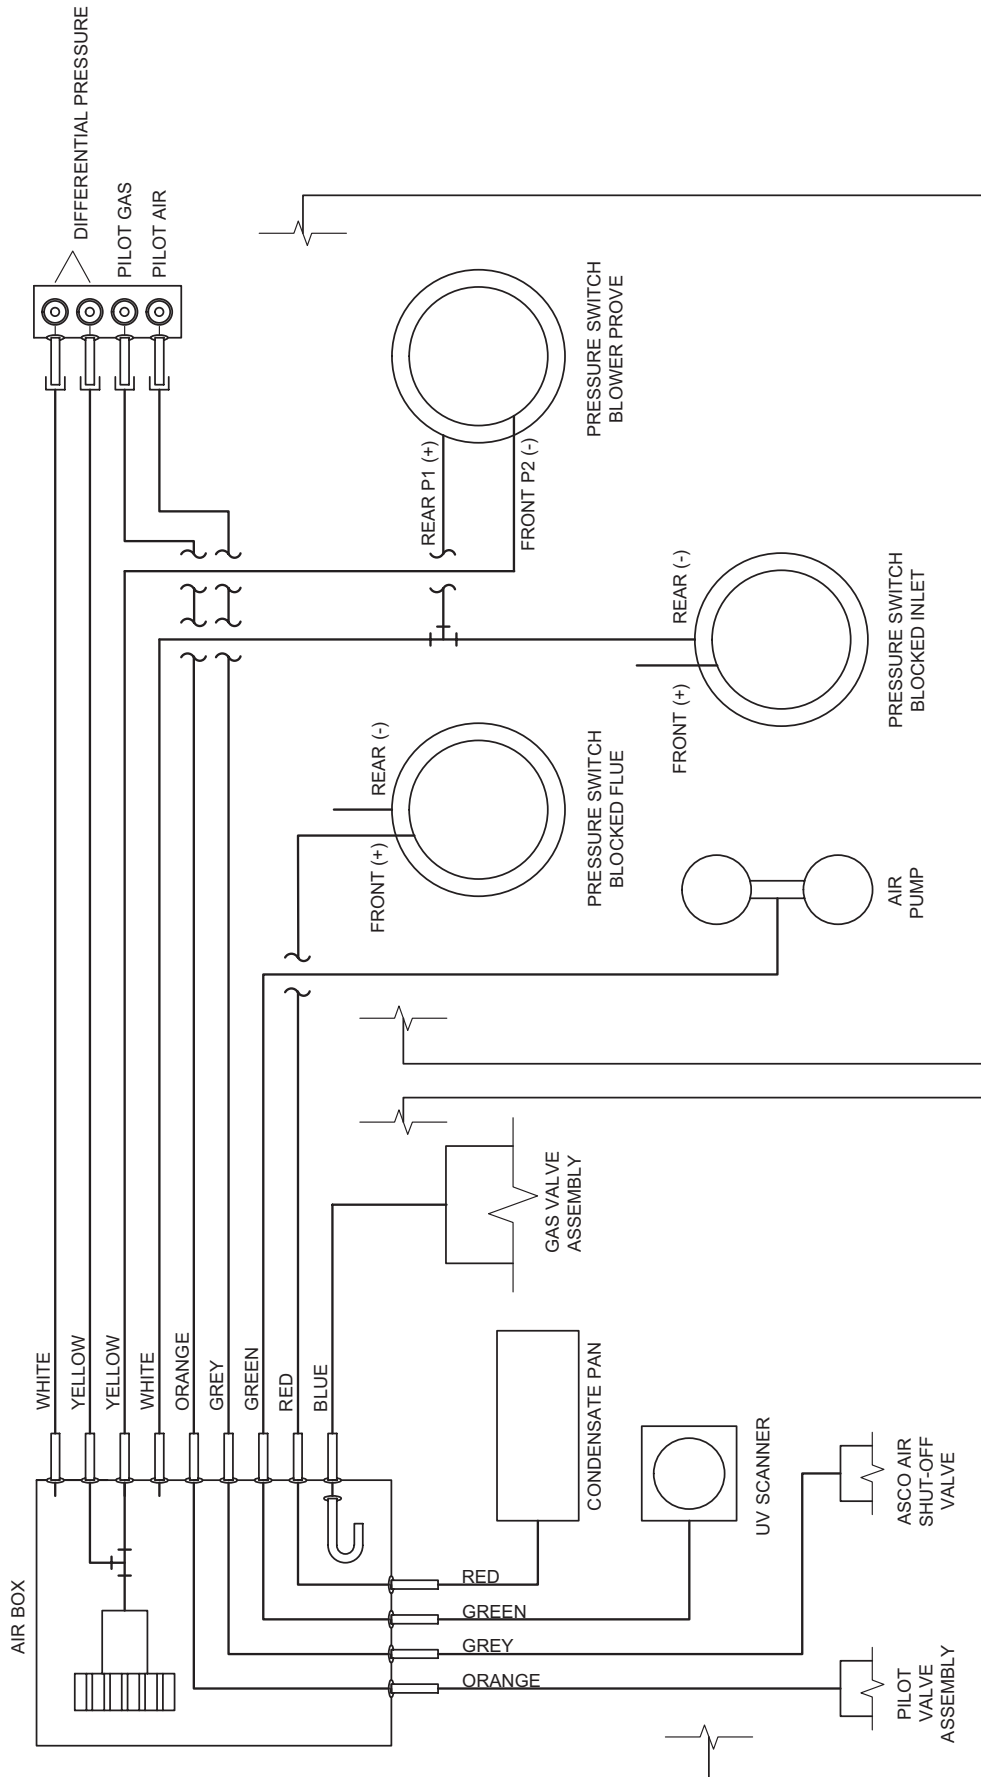 DIFFERENTIAL PRESSURE
PILOT GAS
PILOT AIR
PRESSURE SWITCH
BLOWER PROVE
REAR P1 (+)
FRONT P2 (-)
REAR (-)
FRONT (+)
PRESSURE SWITCH
BLOCKED INLET
REAR (-)
FRONT (+)
PRESSURE SWITCH
BLOCKED FLUE
AIR
PUMP
GAS VALVE
ASSEMBLY
WHITE
YELLOW
YELLOW
WHITE
ORANGE
GREY
GREEN
RED
BLUE
CONDENSATE PAN
UV SCANNER
ASCO AIR
SHUT-OFF
VALVE
AIR BOX
RED
GREEN
GREY
ORANGE
PILOT
VALVE
ASSEMBLY